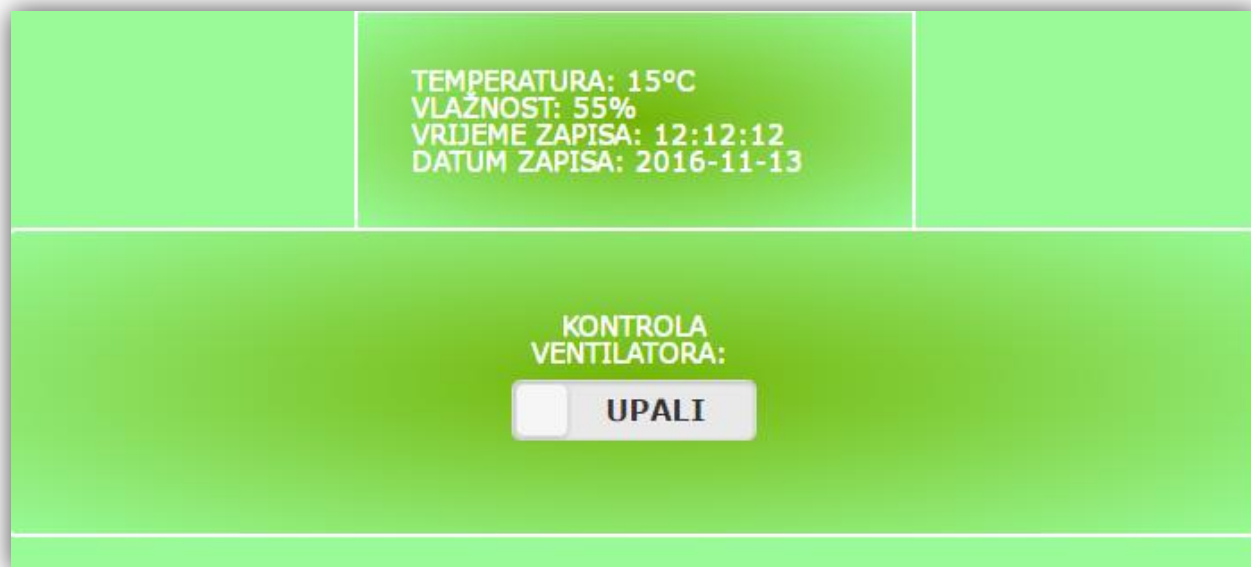 TEMPERATURA: 15°C
VLAŽNOST: 55%
VRIJEME ZAPISA: 12:12:12
DATUM ZAPISA: 2016-11-13
KONTROLA
VENTILATORA:
UPALI